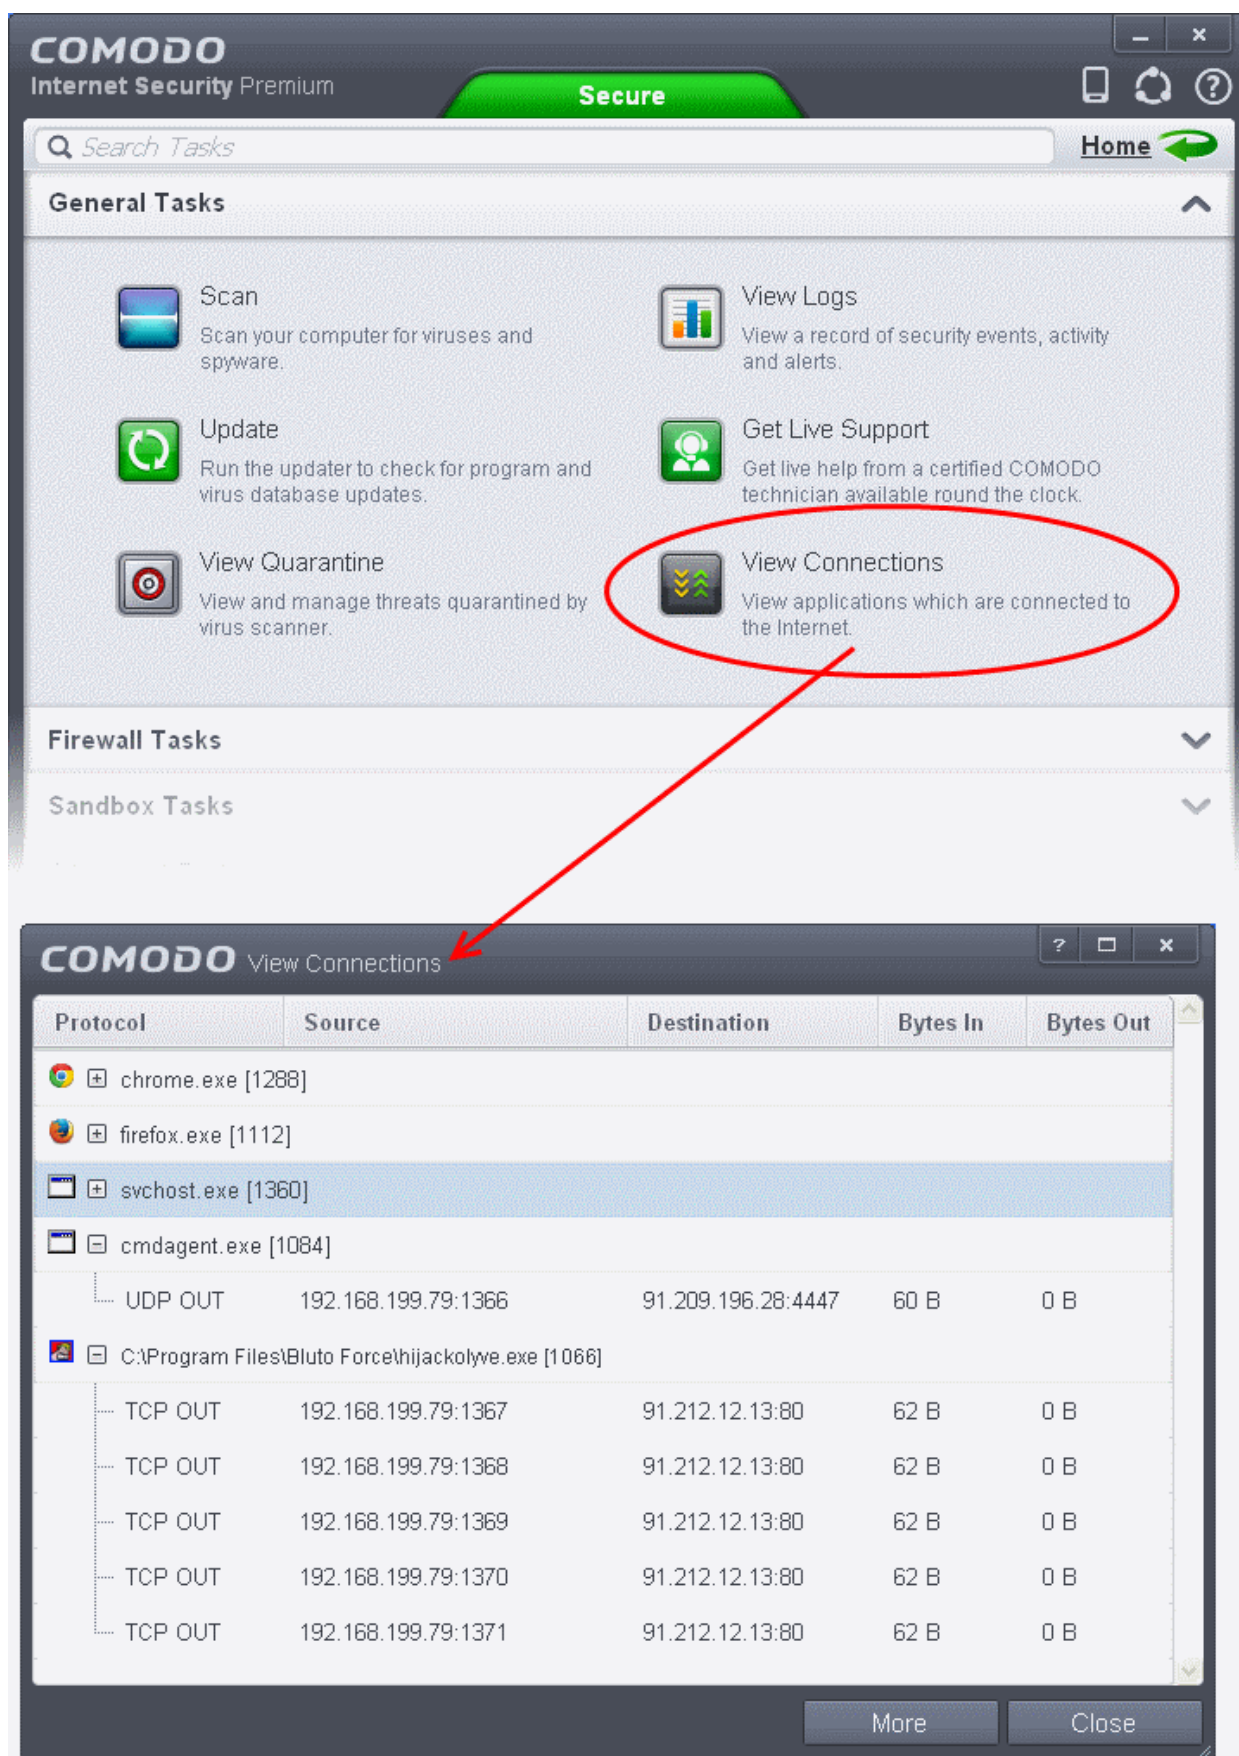 COMODO
Internet Security Premium
Secure
Search Tasks
Home
General Tasks
Scan
Scan your computer for viruses and
spyware.
View Logs
View a record of security events, activity
and alerts.
Update
Run the updater to check for program and
virus database updates.
Get Live Support
Get live help from a certified COMODO
technician available round the clock.
View Quarantine
View and manage threats quarantined by
virus scanner.
View Connections
View applications which are connected to
the Internet.
Firewall Tasks
Sandbox Tasks
COMODO View Connections
Protocol Source Destination Bytes In Bytes Out
chrome.exe [1288]
firefox.exe [1112]
svchost.exe [1360]
cmdagent.exe [1084]
UDP OUT 192.168.199.79:1366 91.209.196.28:4447 60 B 0 B
C:\Program Files\Bluto Force\hijackolyve.exe [1066]
TCP OUT 192.168.199.79:1367 91.212.12.13:80 62 B 0 B
TCP OUT 192.168.199.79:1368 91.212.12.13:80 62 B 0 B
TCP OUT 192.168.199.79:1369 91.212.12.13:80 62 B 0 B
TCP OUT 192.168.199.79:1370 91.212.12.13:80 62 B 0 B
TCP OUT 192.168.199.79:1371 91.212.12.13:80 62 B 0 B
More Close